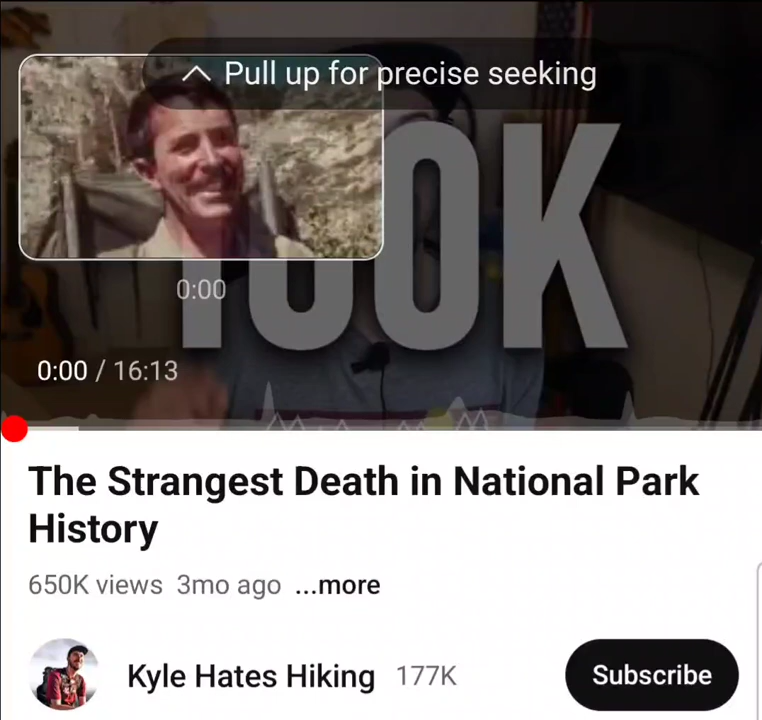 Pull up for precise seeking
100K
0:00
0:00 / 16:13
The Strangest Death in National Park
History
650K views 3mo ago ...more
Kyle Hates Hiking 177K
Subscribe